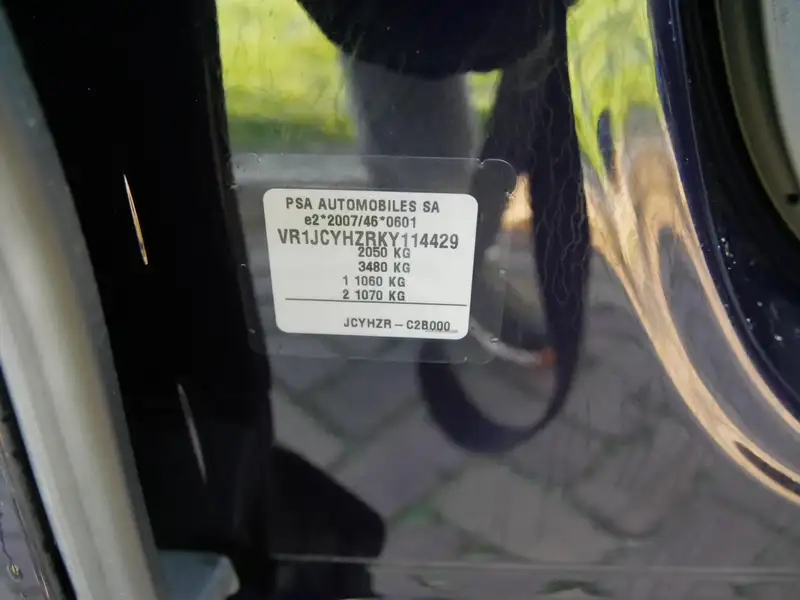 PSA AUTOMOBILES SA
e2*2007/46*0601
VR1JCYHZRKY114429
2050 KG
3480 KG
1 1060 KG
2 1070 KG
JCYHZR - C2B000